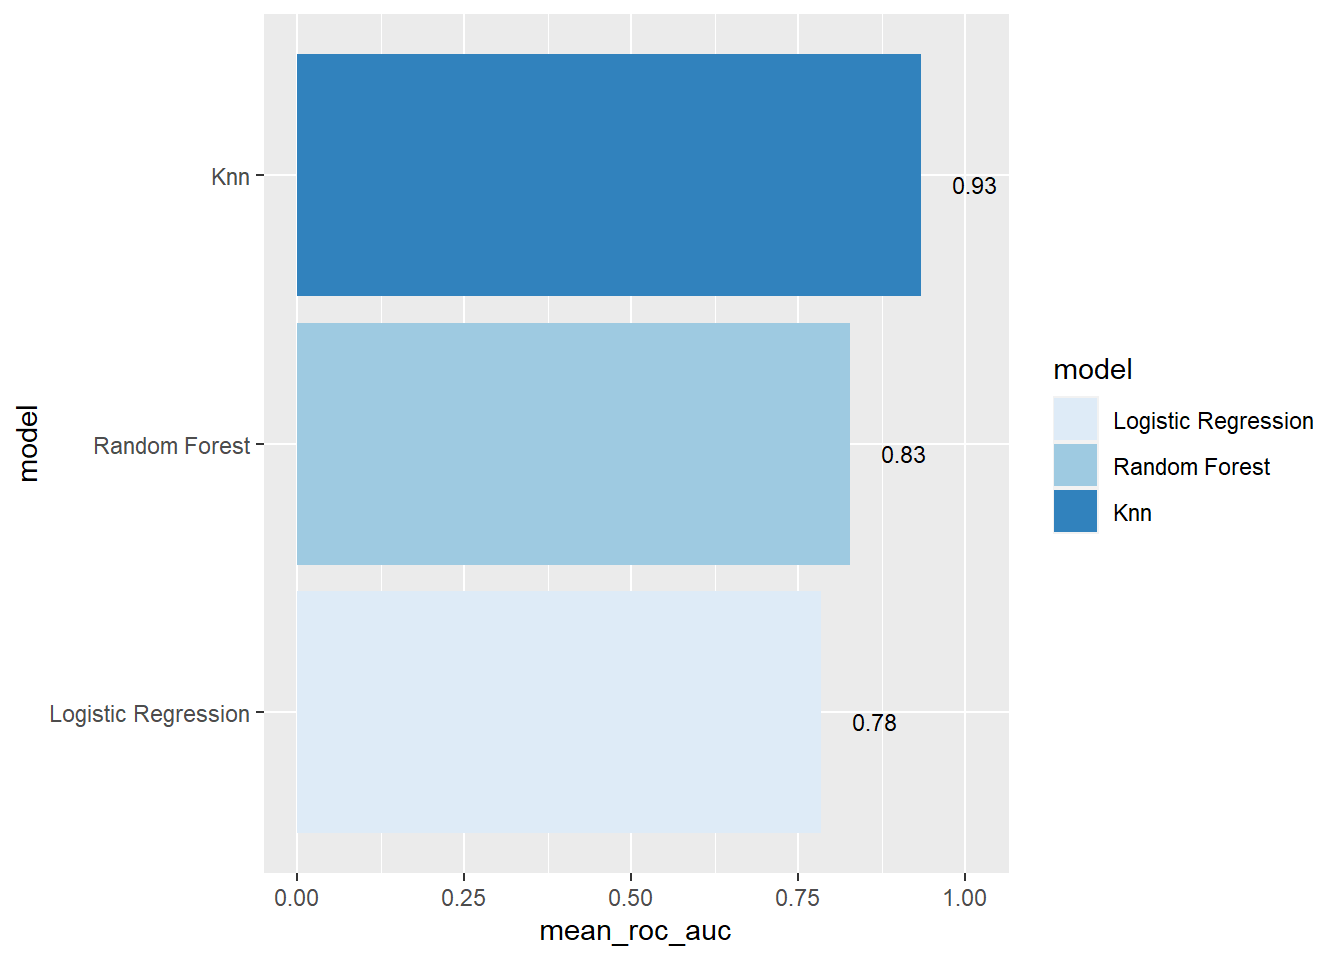 Knn
0.93
Random Forest
0.83
Logistic Regression
0.78
model
0.00 0.25 0.50 0.75 1.00
mean_roc_auc
model
Logistic Regression
Random Forest
Knn